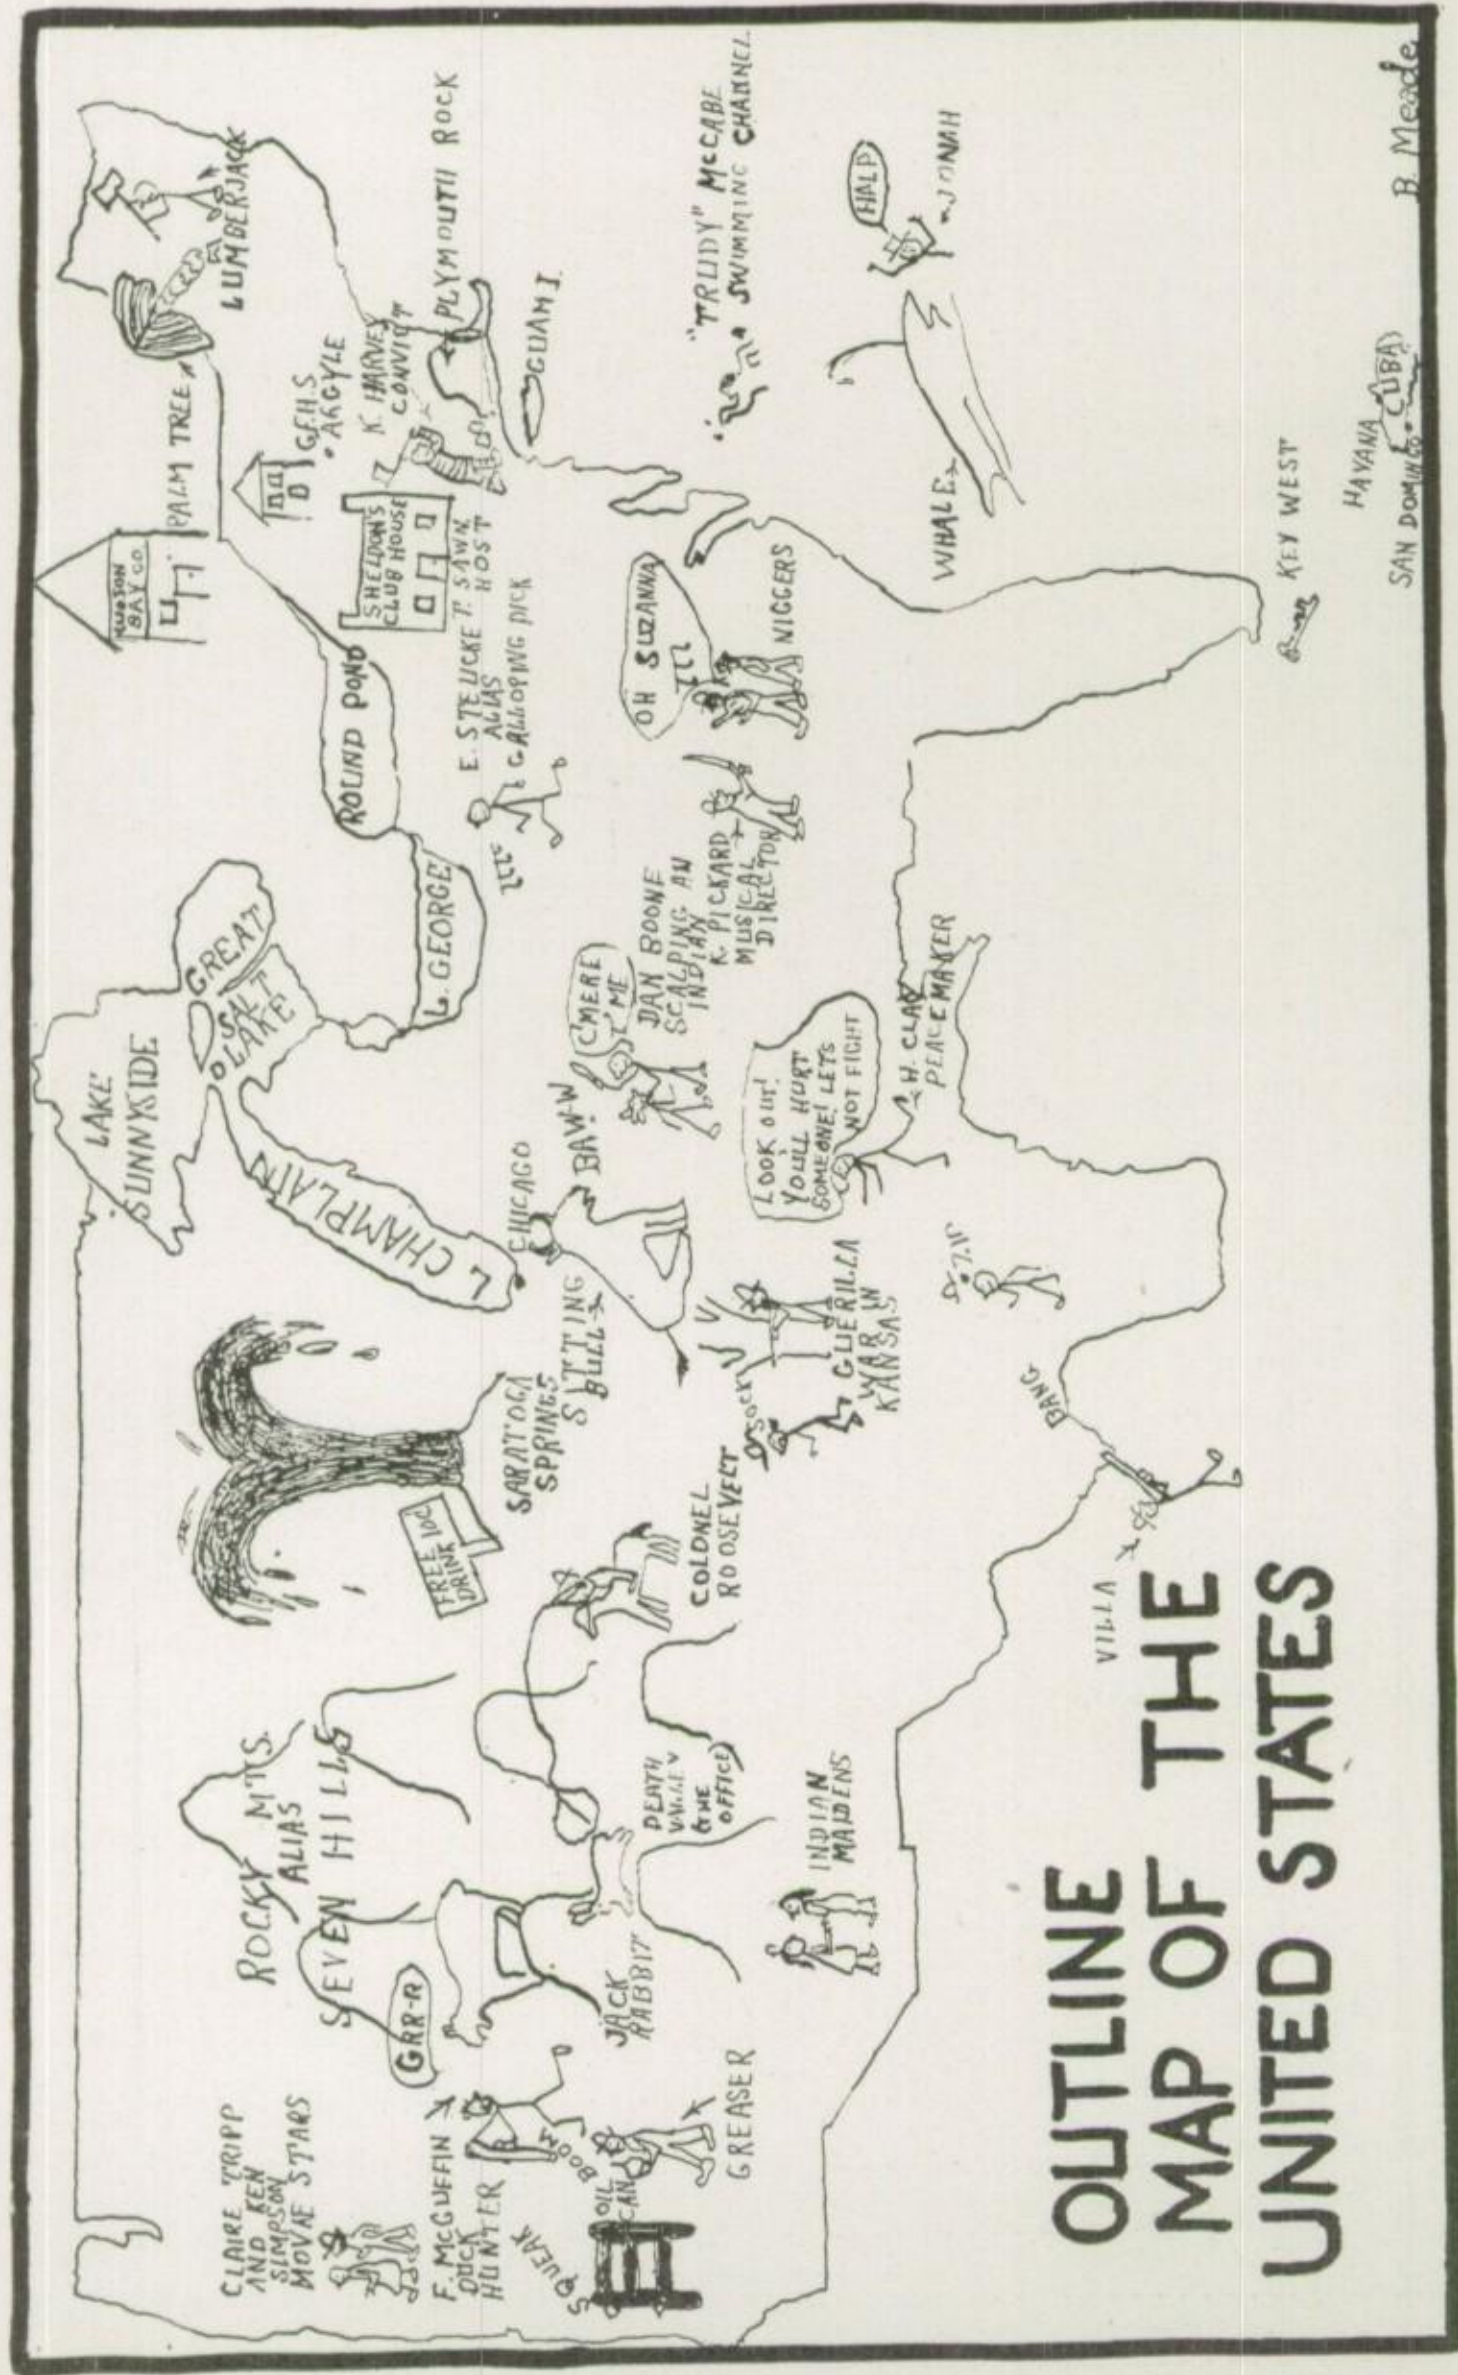 HUDSON
BAY CO.
PALM TREE
LUMBERJACK
G.F.H.S.
ARGYLE
K. HARVEY
CONVICT
PLYMOUTH ROCK
GUAM I.
SHELDON'S
CLUB HOUSE
T. SAWN.
HOST
E. STEUCKE
ALIAS
GALLOPING DICK
ROUND POND
L. GEORGE
GREAT
SALT
LAKE
LAKE
SUNNYSIDE
L CHAMPLAIN
CHICAGO
BAW-W
SITTING
BULL
SARATOGA
SPRINGS
FREE 10¢
DRINK
ROCKY MTS.
ALIAS
SEVEN HILLS
CLAIRE TRIPP
AND KEN
SIMPSON
MOVIE STARS
F. McGUFFIN
DUCK
HUNTER
GRR-R
JACK
RABBIT
SQUEAK
BO
OIL
CAN
GREASER
DEATH
VALLEY
(THE
OFFICE)
INDIAN
MAIDENS
COLONEL
ROOSEVELT
SOCK
GUERILLA
WAR IN
KANSAS
C'MERE
T' ME
DAN BOONE
SCALPING AN
INDIAN
K. PICKARD
MUSICAL
DIRECTOR
OH SUZANNA
NIGGERS
LOOK OUT!
YOU'LL HURT
SOMEONE! LETS
NOT FIGHT
H. CLAY
PEACEMAKER
ZIP
BANG
VILLA
"TRUDY" McCABE
SWIMMING CHANNEL
HALP
JONAH
WHALE
KEY WEST
HAVANA
CUBA
SAN DOMINGO
B. Meade
OUTLINE
MAP OF THE
UNITED STATES